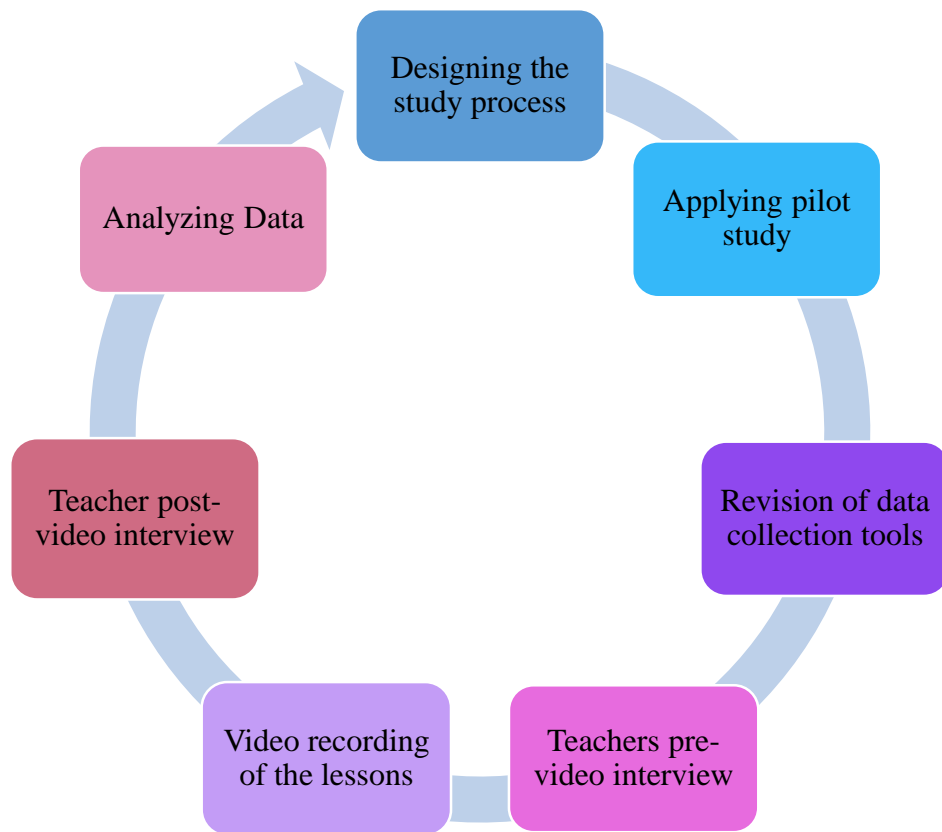 Designing the
study process
Applying pilot
study
Revision of data
collection tools
Teachers pre-
video interview
Video recording
of the lessons
Teacher post-
video interview
Analyzing Data